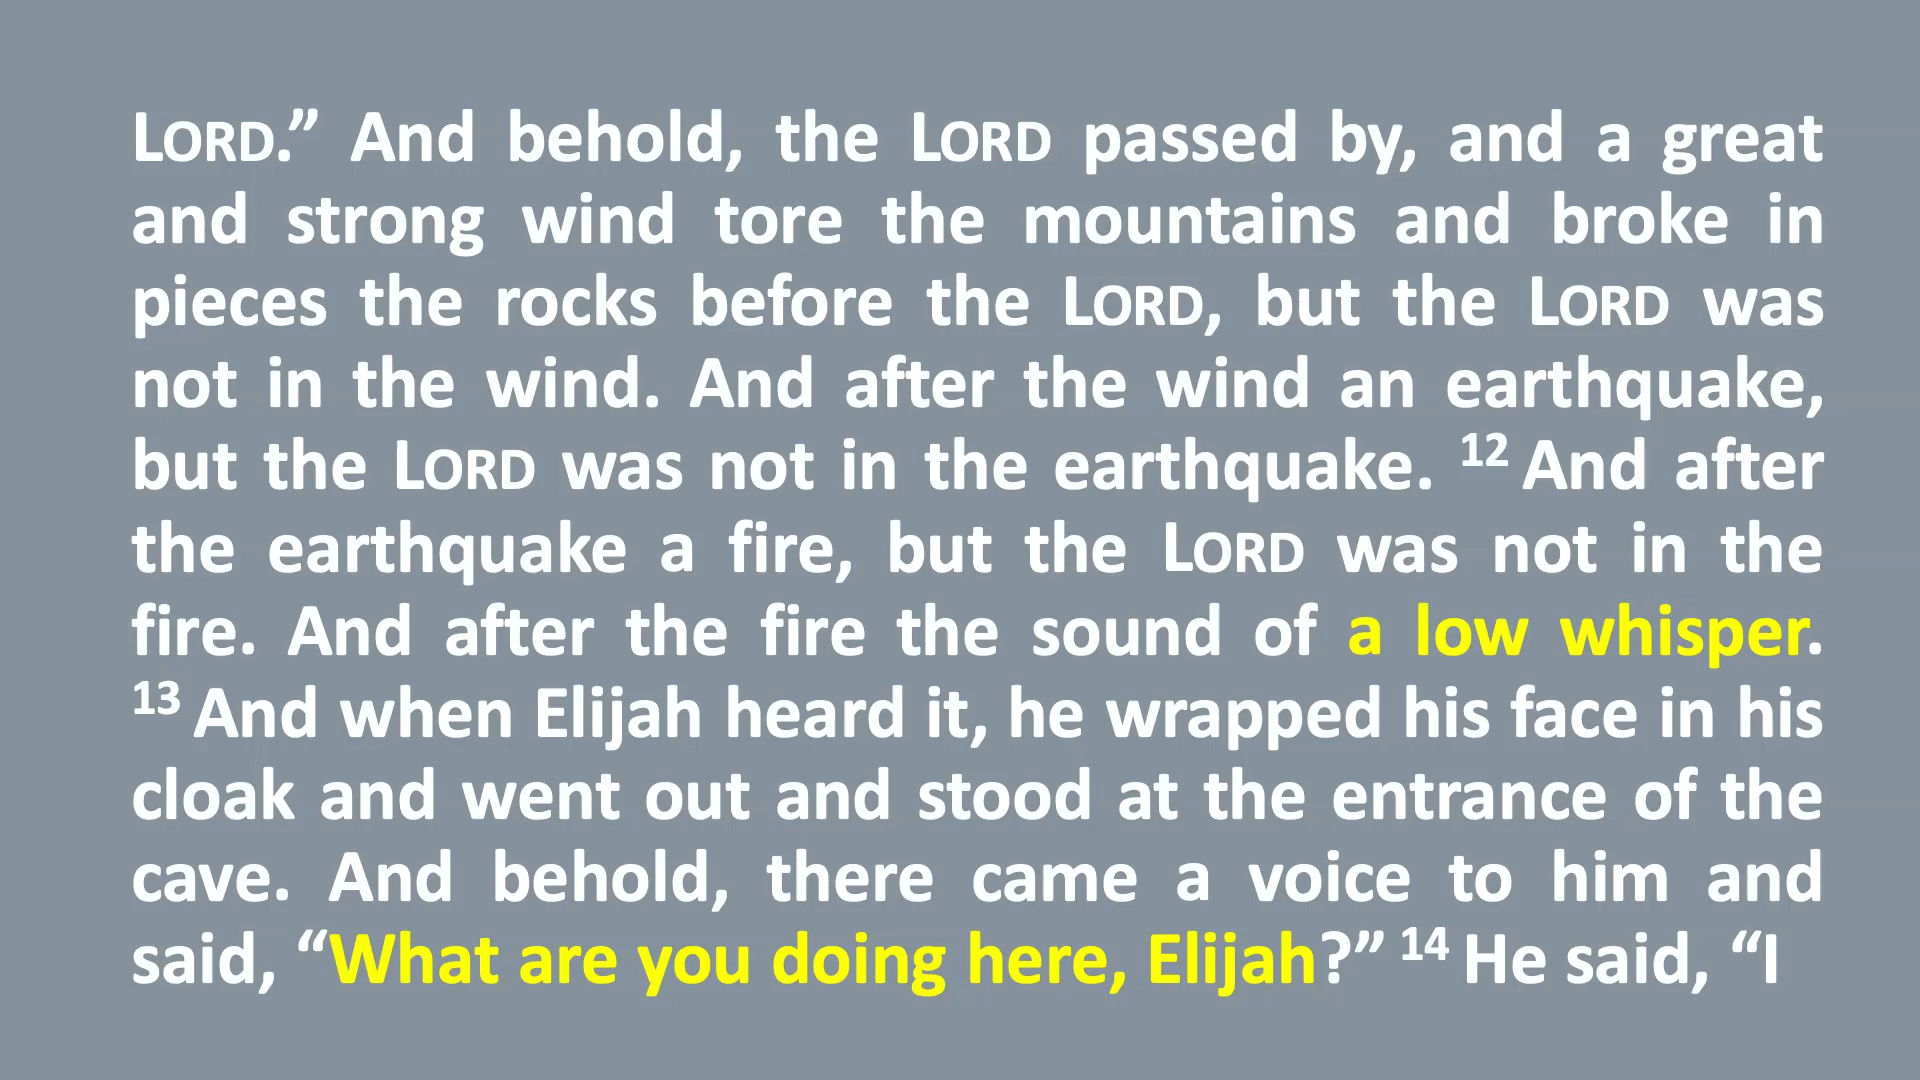 LORD.” And behold, the LORD passed by, and a great
and strong wind tore the mountains and broke in
pieces the rocks before the LORD, but the LORD was
not in the wind. And after the wind an earthquake,
but the LORD was not in the earthquake. 12 And after
the earthquake a fire, but the LORD was not in the
fire. And after the fire the sound of a low whisper.
13 And when Elijah heard it, he wrapped his face in his
cloak and went out and stood at the entrance of the
cave. And behold, there came a voice to him and
said, “What are you doing here, Elijah?” 14 He said, “I